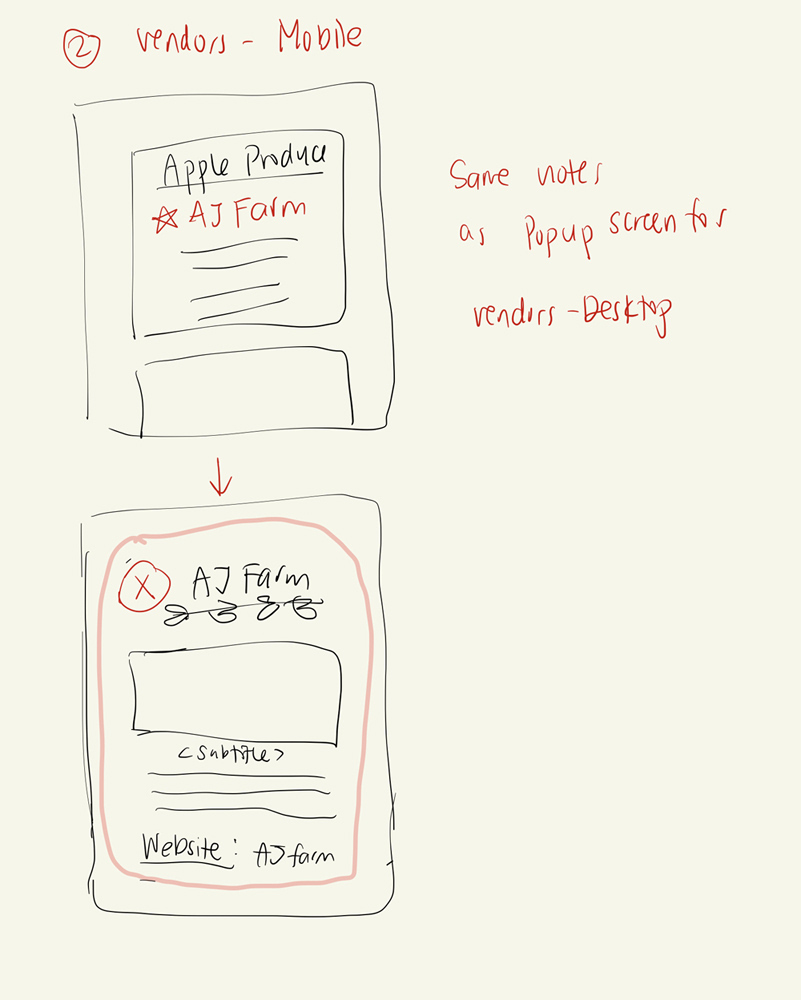 ② vendors - Mobile
Apple Produce
☆ AJ Farm
Same notes
as Popup screen for
vendors - Desktop
X AJ Farm
<subtitle>
Website : AJ farm